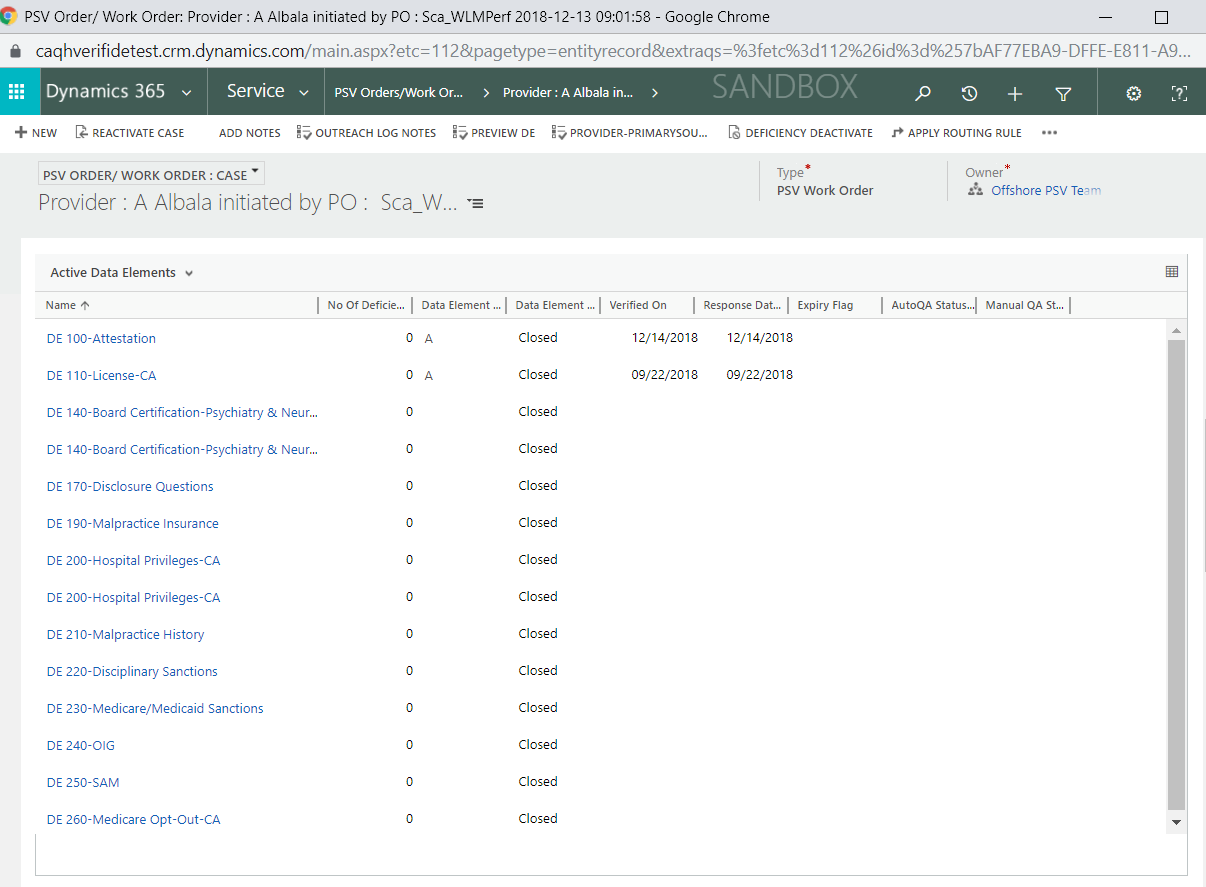 PSV Order/ Work Order: Provider : A Albala initiated by PO : Sca_WLMPerf 2018-12-13 09:01:58 - Google Chrome
caqhverifidetest.crm.dynamics.com/main.aspx?etc=112&pagetype=entityrecord&extraqs=%3fetc%3d112%26id%3d%257bAF77EBA9-DFFE-E811-A9...
Dynamics 365 Service PSV Orders/Work Or... Provider : A Albala in... SANDBOX
NEW REACTIVATE CASE ADD NOTES OUTREACH LOG NOTES PREVIEW DE PROVIDER-PRIMARYSOU... DEFICIENCY DEACTIVATE APPLY ROUTING RULE
PSV ORDER/ WORK ORDER : CASE
Provider : A Albala initiated by PO : Sca_W...
Type*
PSV Work Order
Owner*
Offshore PSV Team
Active Data Elements
Name No Of Deficie... Data Element ... Data Element ... Verified On Response Dat... Expiry Flag AutoQA Status... Manual QA St...
DE 100-Attestation 0 A Closed 12/14/2018 12/14/2018
DE 110-License-CA 0 A Closed 09/22/2018 09/22/2018
DE 140-Board Certification-Psychiatry & Neur... 0 Closed
DE 140-Board Certification-Psychiatry & Neur... 0 Closed
DE 170-Disclosure Questions 0 Closed
DE 190-Malpractice Insurance 0 Closed
DE 200-Hospital Privileges-CA 0 Closed
DE 200-Hospital Privileges-CA 0 Closed
DE 210-Malpractice History 0 Closed
DE 220-Disciplinary Sanctions 0 Closed
DE 230-Medicare/Medicaid Sanctions 0 Closed
DE 240-OIG 0 Closed
DE 250-SAM 0 Closed
DE 260-Medicare Opt-Out-CA 0 Closed